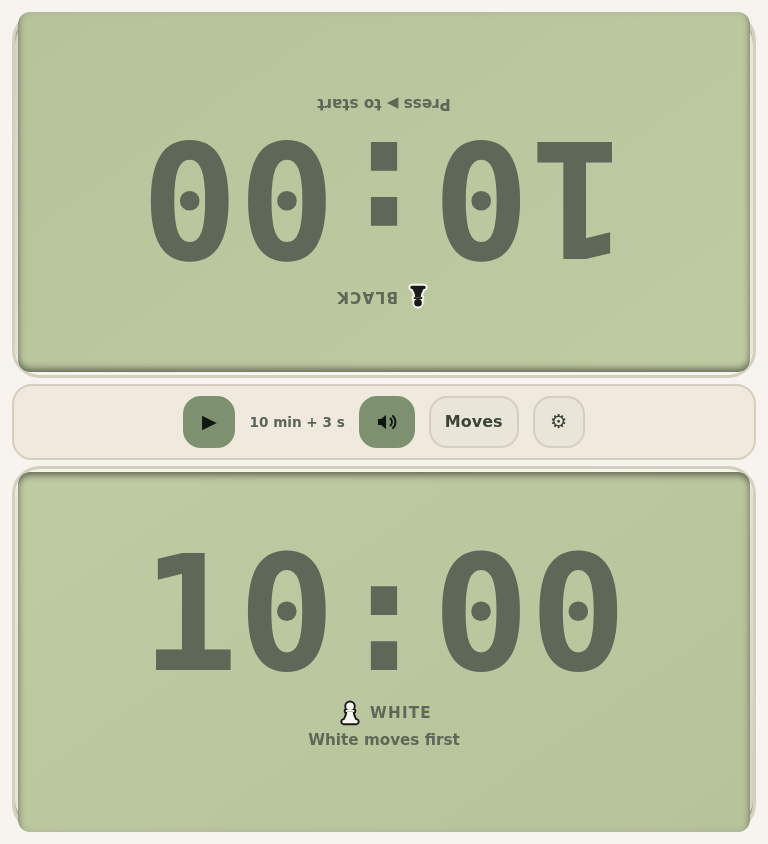 Press ▶ to start
10:00
BLACK
▶ 10 min + 3 s Moves
10:00
WHITE
White moves first